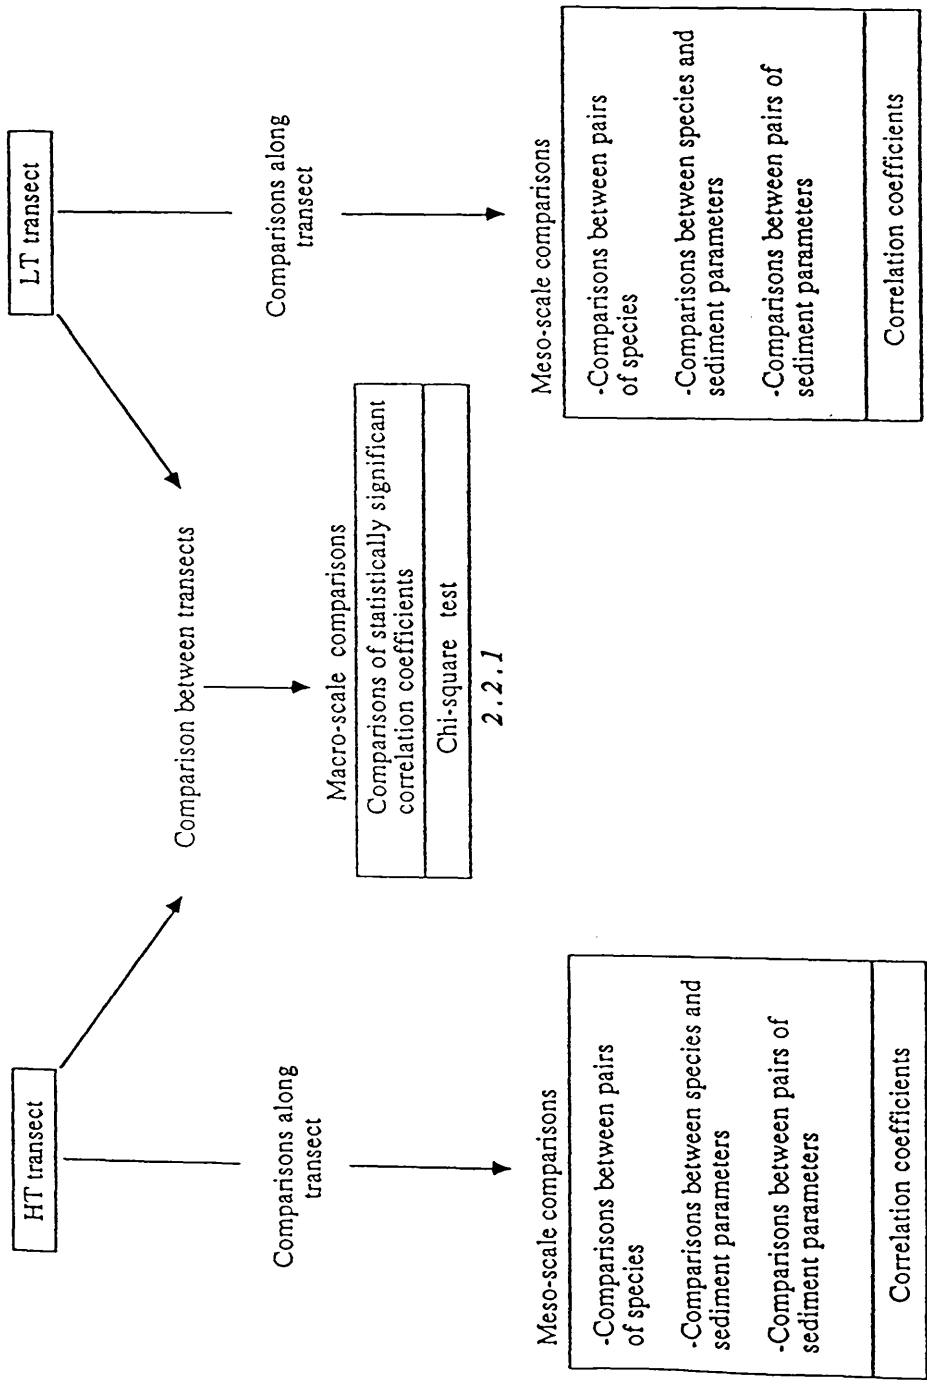 HT transect
LT transect
Comparison between transects
Comparisons along
transect
Comparisons along
transect
Macro-scale comparisons
Comparisons of statistically significant
correlation coefficients
Chi-square test
2.2.1
Meso-scale comparisons
-Comparisons between pairs
of species
-Comparisons between species and
sediment parameters
-Comparisons between pairs of
sediment parameters
Correlation coefficients
Meso-scale comparisons
-Comparisons between pairs
of species
-Comparisons between species and
sediment parameters
-Comparisons between pairs of
sediment parameters
Correlation coefficients